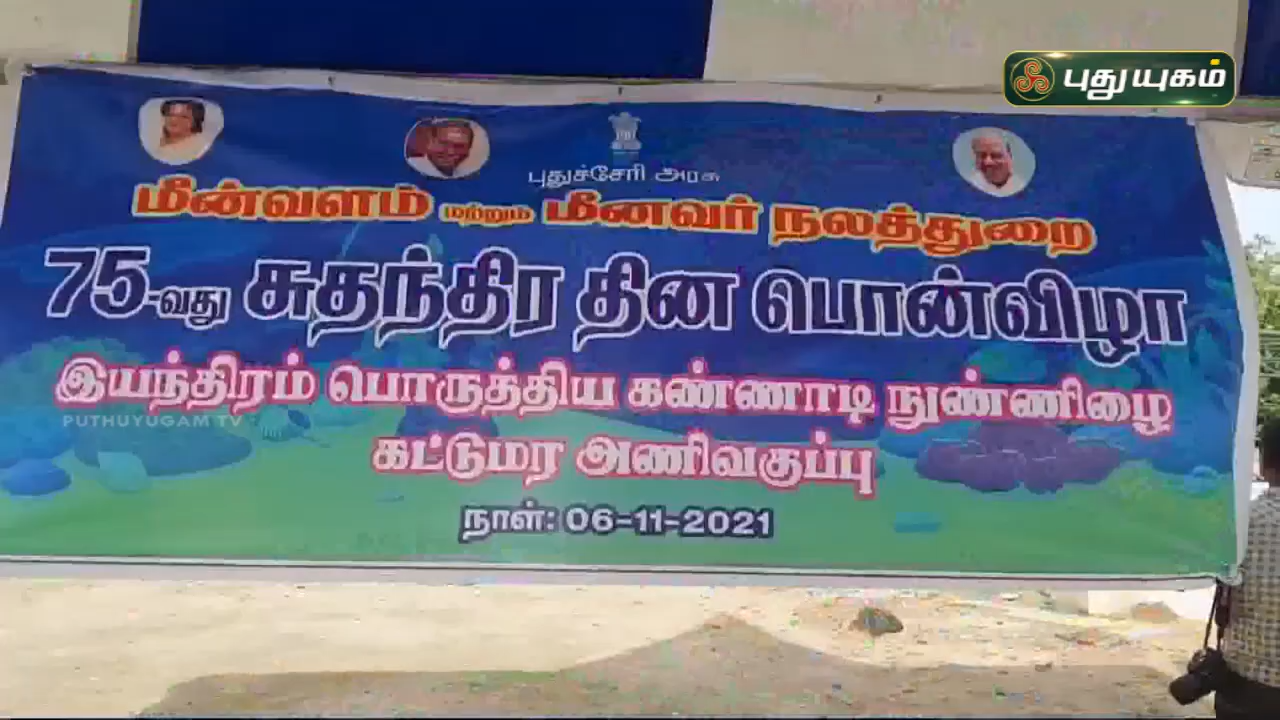 புதுயுகம்
புதுச்சேரி அரசு
மீன்வளம் மற்றும் மீனவர் நலத்துறை
75-வது சுதந்திர தின பொன்விழா
இயந்திரம் பொருத்திய கண்ணாடி நுண்ணிழை
PUTHUYUGAM TV
கட்டுமர அணிவகுப்பு
நாள்: 06-11-2021